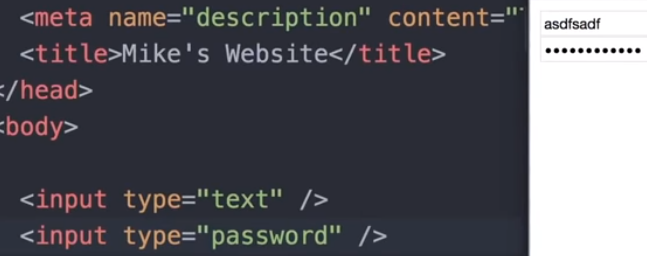 <meta name="description" content="
<title>Mike's Website</title>
</head>
<body>
<input type="text" />
<input type="password" />
asdfsadf
••••••••••••